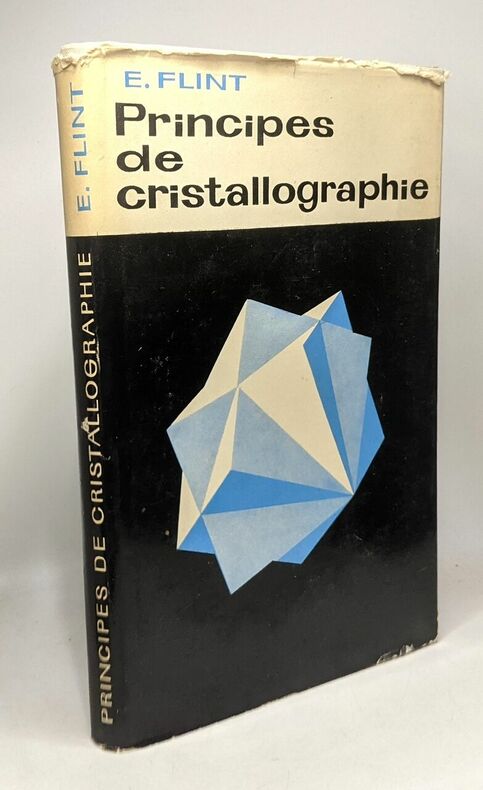 E. FLINT
Principes
de
cristallographie
E. FLINT
PRINCIPES DE CRISTALLOGRAPHIE